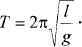 T = 2π√(l/g).